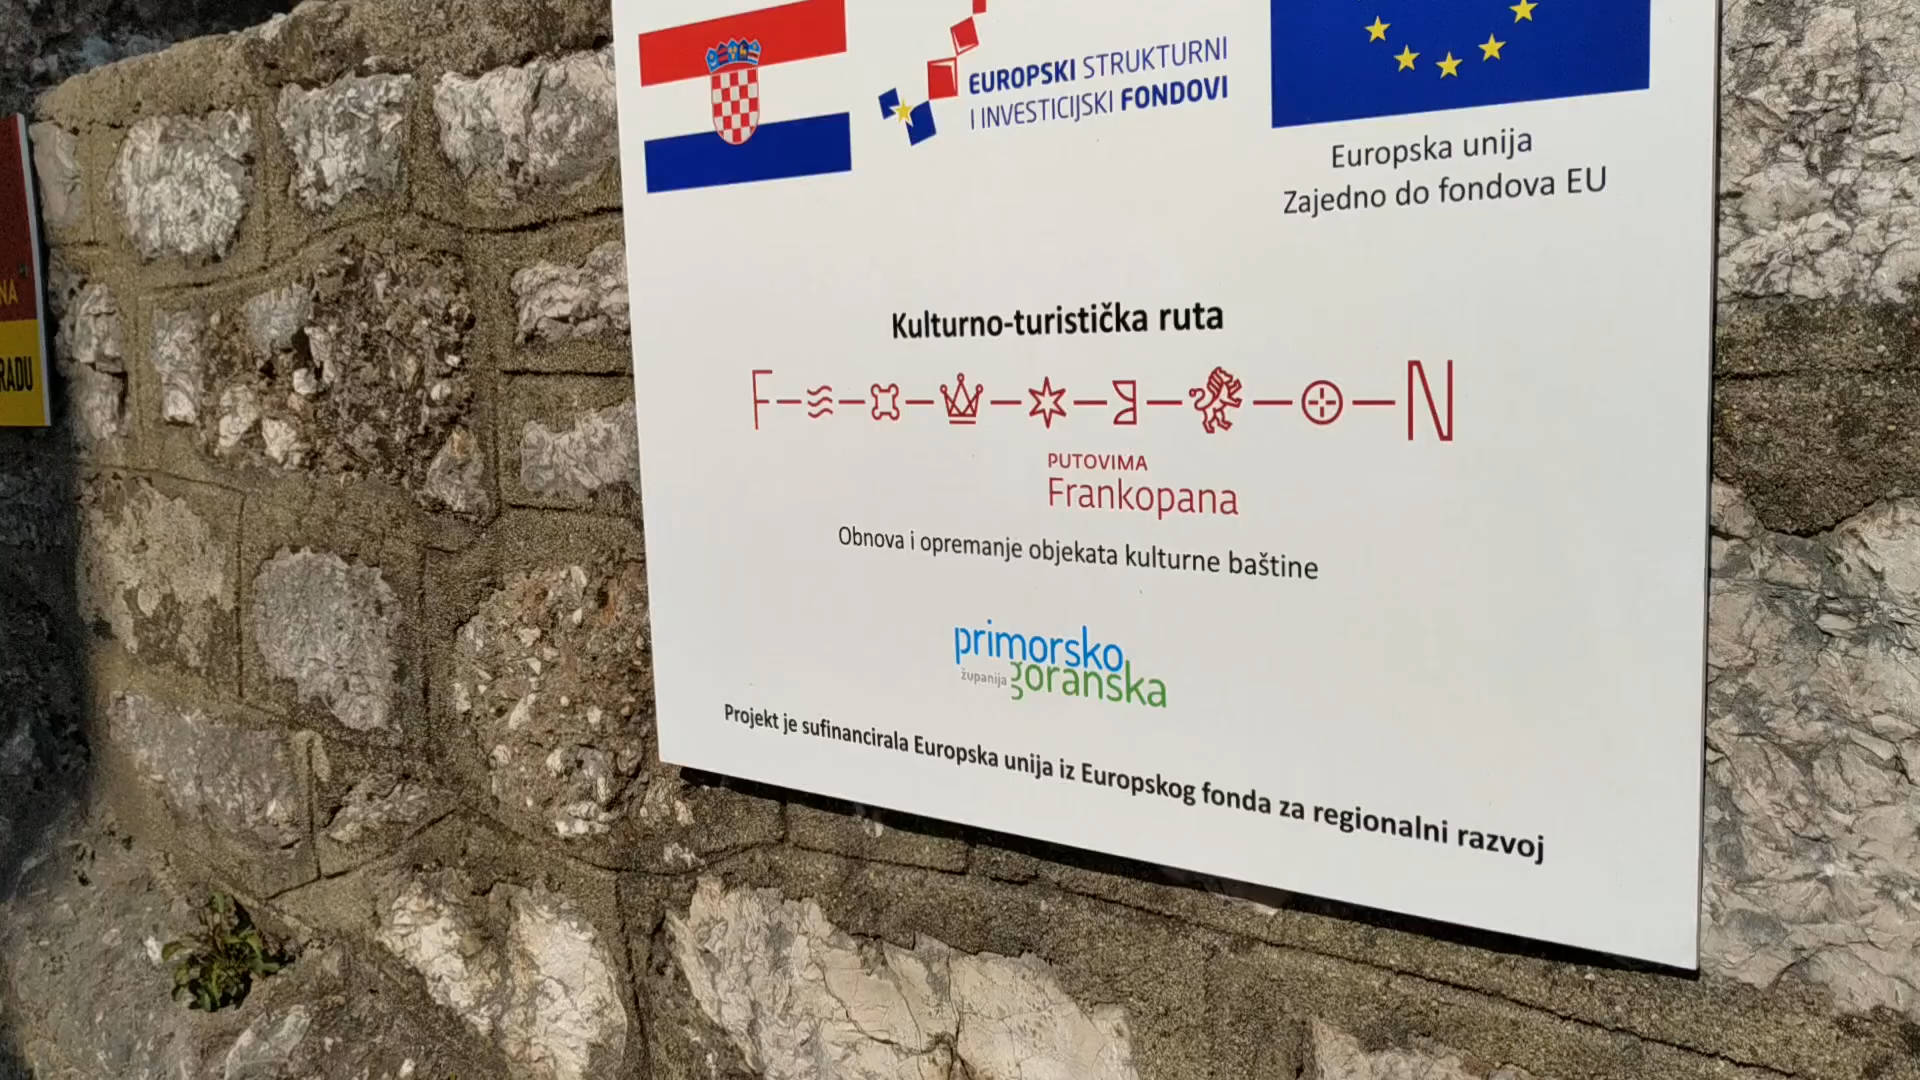 EUROPSKI STRUKTURNI
I INVESTICIJSKI FONDOVI
Europska unija
Zajedno do fondova EU
Kulturno-turistička ruta
F N
PUTOVIMA
Frankopana
Obnova i opremanje objekata kulturne baštine
primorsko
županija goranska
Projekt je sufinancirala Europska unija iz Europskog fonda za regionalni razvoj